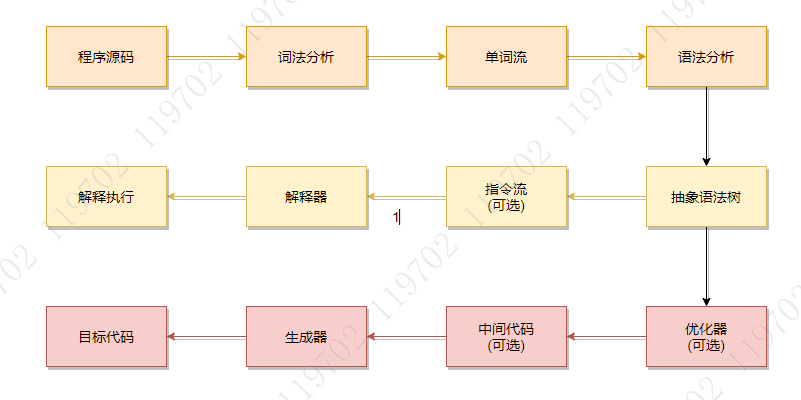 程序源码
词法分析
单词流
语法分析
解释执行
解释器
指令流
(可选)
抽象语法树
1
目标代码
生成器
中间代码
(可选)
优化器
(可选)
119702 119702 119702
119702 119702 119702
119702 119702 119702